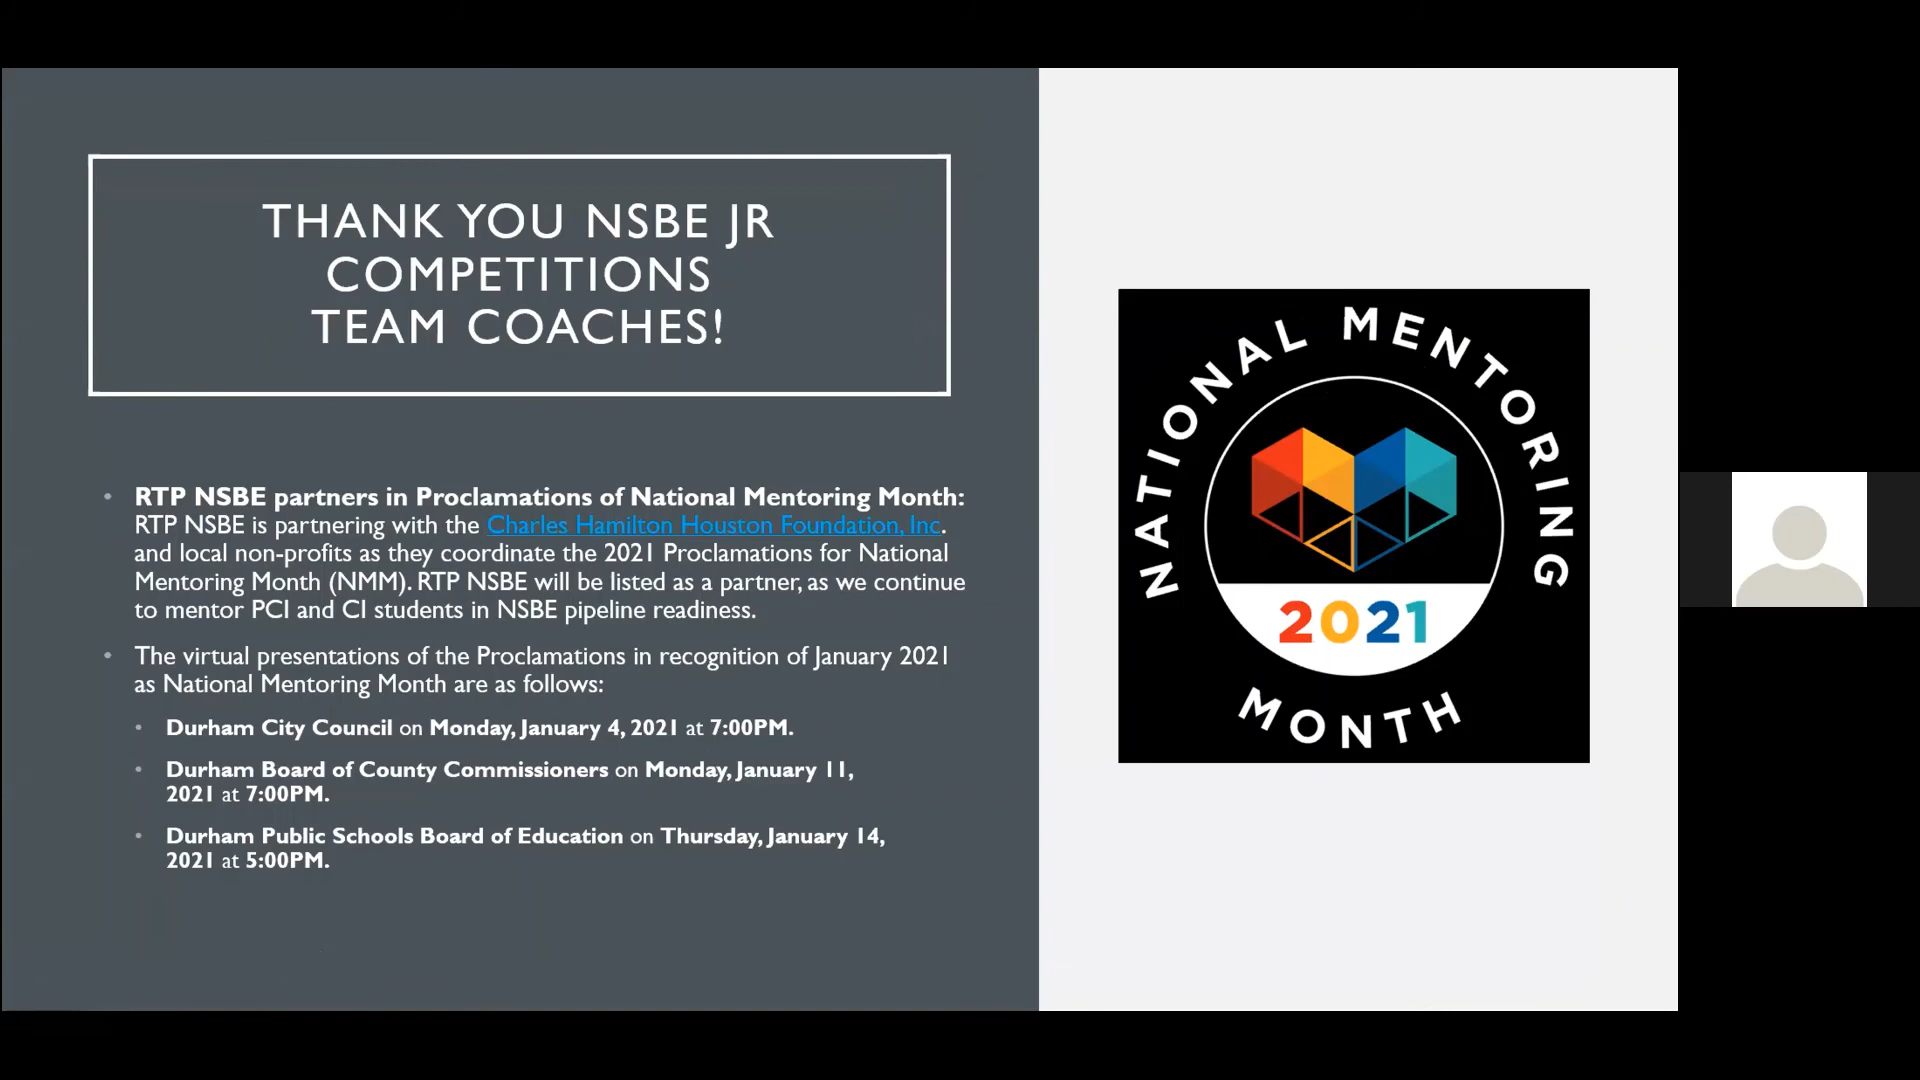 THANK YOU NSBE JR
COMPETITIONS
TEAM COACHES!
• RTP NSBE partners in Proclamations of National Mentoring Month:
RTP NSBE is partnering with the Charles Hamilton Houston Foundation, Inc.
and local non-profits as they coordinate the 2021 Proclamations for National
Mentoring Month (NMM). RTP NSBE will be listed as a partner, as we continue
to mentor PCI and CI students in NSBE pipeline readiness.
• The virtual presentations of the Proclamations in recognition of January 2021
as National Mentoring Month are as follows:
• Durham City Council on Monday, January 4, 2021 at 7:00PM.
• Durham Board of County Commissioners on Monday, January 11,
2021 at 7:00PM.
• Durham Public Schools Board of Education on Thursday, January 14,
2021 at 5:00PM.
NATIONAL MENTORING
2021
MONTH